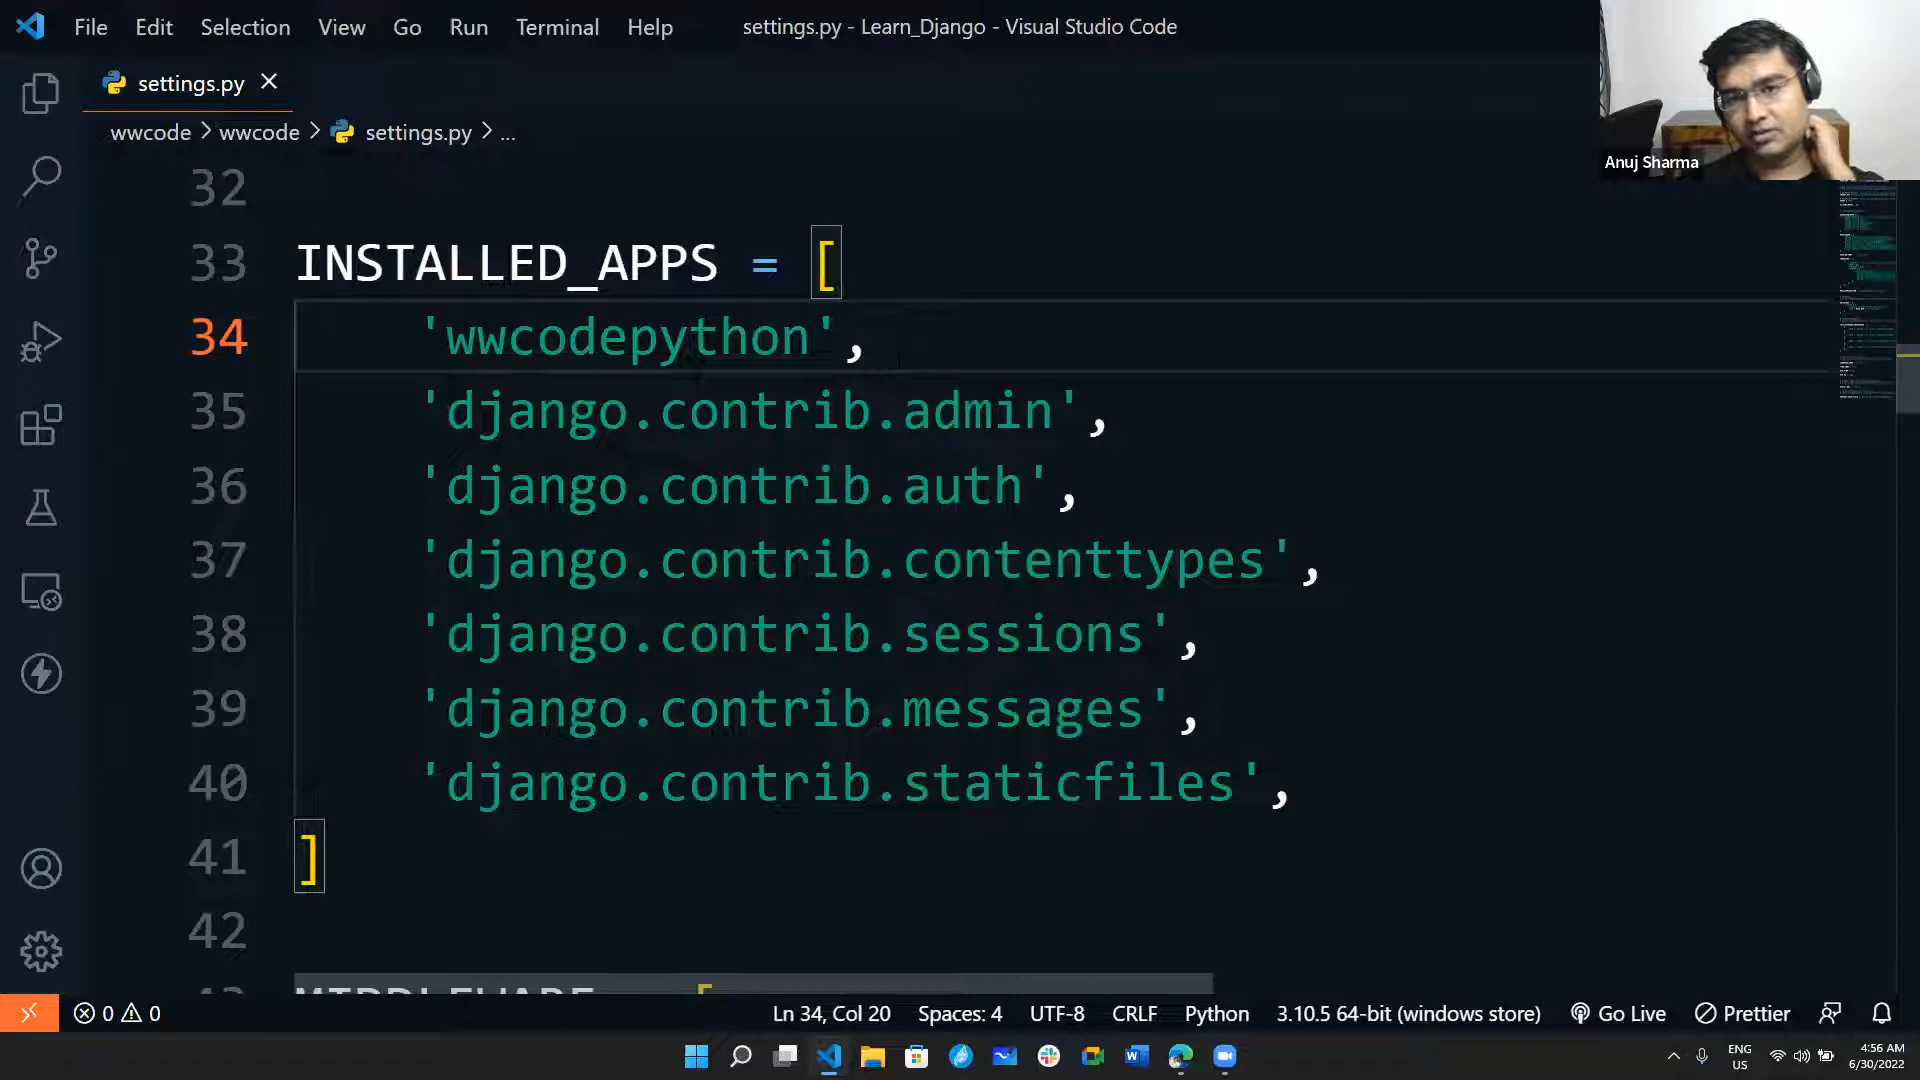 File Edit Selection View Go Run Terminal Help settings.py - Learn_Django - Visual Studio Code
settings.py
wwcode > wwcode > settings.py > ...
Anuj Sharma
32
33 INSTALLED_APPS = [
34 'wwcodepython',
35 'django.contrib.admin',
36 'django.contrib.auth',
37 'django.contrib.contenttypes',
38 'django.contrib.sessions',
39 'django.contrib.messages',
40 'django.contrib.staticfiles',
41 ]
42
43 MIDDLEWARE = [
0 0 Ln 34, Col 20 Spaces: 4 UTF-8 CRLF Python 3.10.5 64-bit (windows store) Go Live Prettier
ENG 4:56 AM
US 6/30/2022